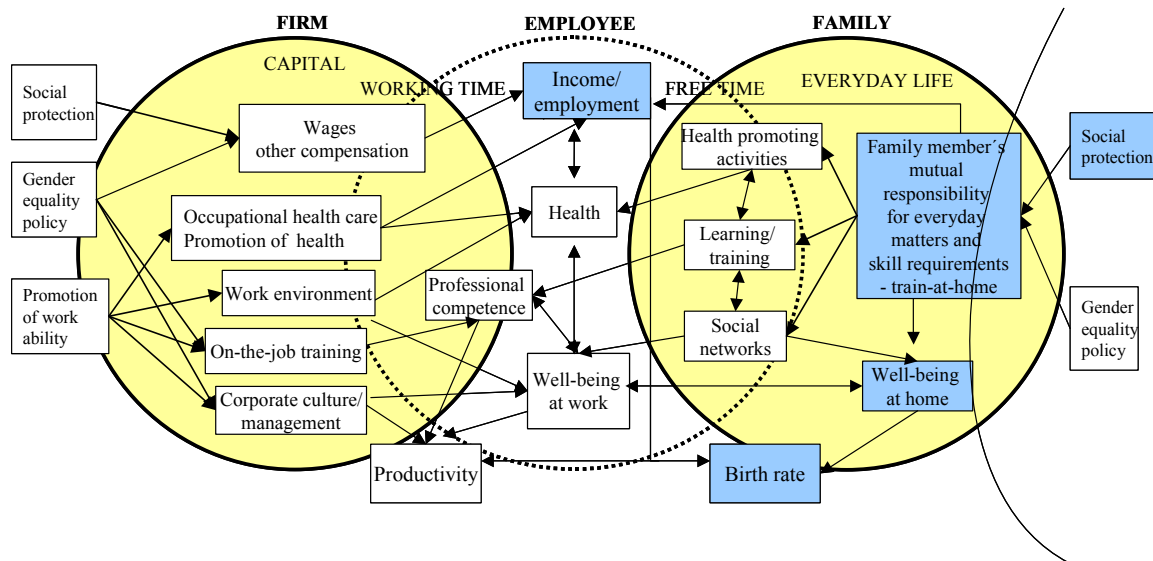 FIRM
EMPLOYEE
FAMILY
CAPITAL
WORKING TIME
FREE TIME
EVERYDAY LIFE
Social
protection
Gender
equality
policy
Promotion
of work
ability
Wages
other compensation
Occupational health care
Promotion of health
Work environment
On-the-job training
Corporate culture/
management
Professional
competence
Productivity
Income/
employment
Health
Well-being
at work
Health promoting
activities
Learning/
training
Social
networks
Family member´s
mutual
responsibility
for everyday
matters and
skill requirements
- train-at-home
Well-being
at home
Birth rate
Social
protection
Gender
equality
policy